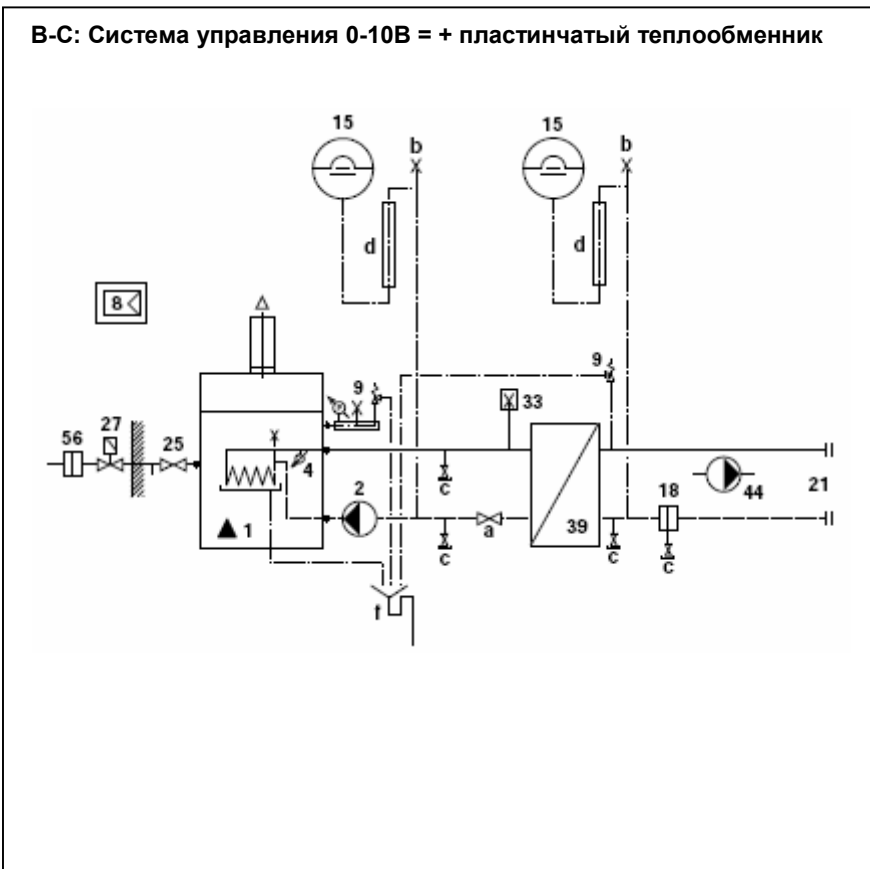 В-С: Система управления 0-10В = + пластинчатый теплообменник
15 15
b b
d d
8
9 9
33
56 27 25
4
2
18
44 21
c
1
a 39
c c c
f